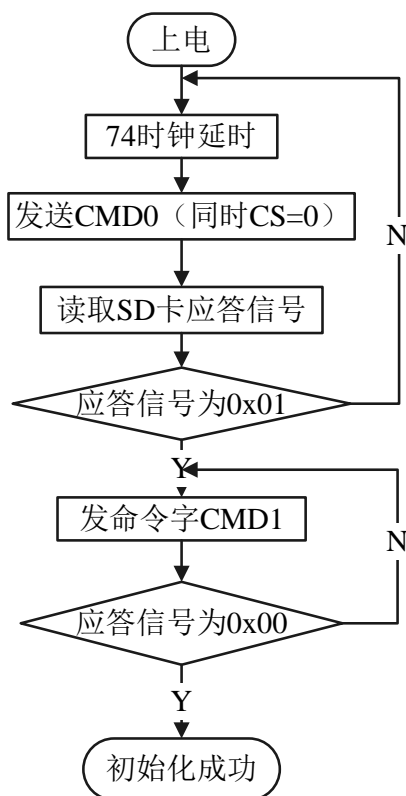 上电
74时钟延时
发送CMD0（同时CS=0）
N
读取SD卡应答信号
应答信号为0x01
Y
发命令字CMD1
N
应答信号为0x00
Y
初始化成功